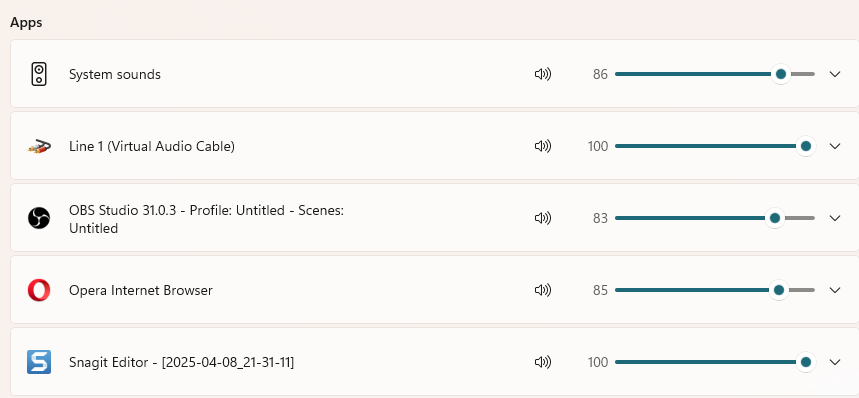 Apps
System sounds
86
Line 1 (Virtual Audio Cable)
100
OBS Studio 31.0.3 - Profile: Untitled - Scenes:
Untitled
83
Opera Internet Browser
85
Snagit Editor - [2025-04-08_21-31-11]
100